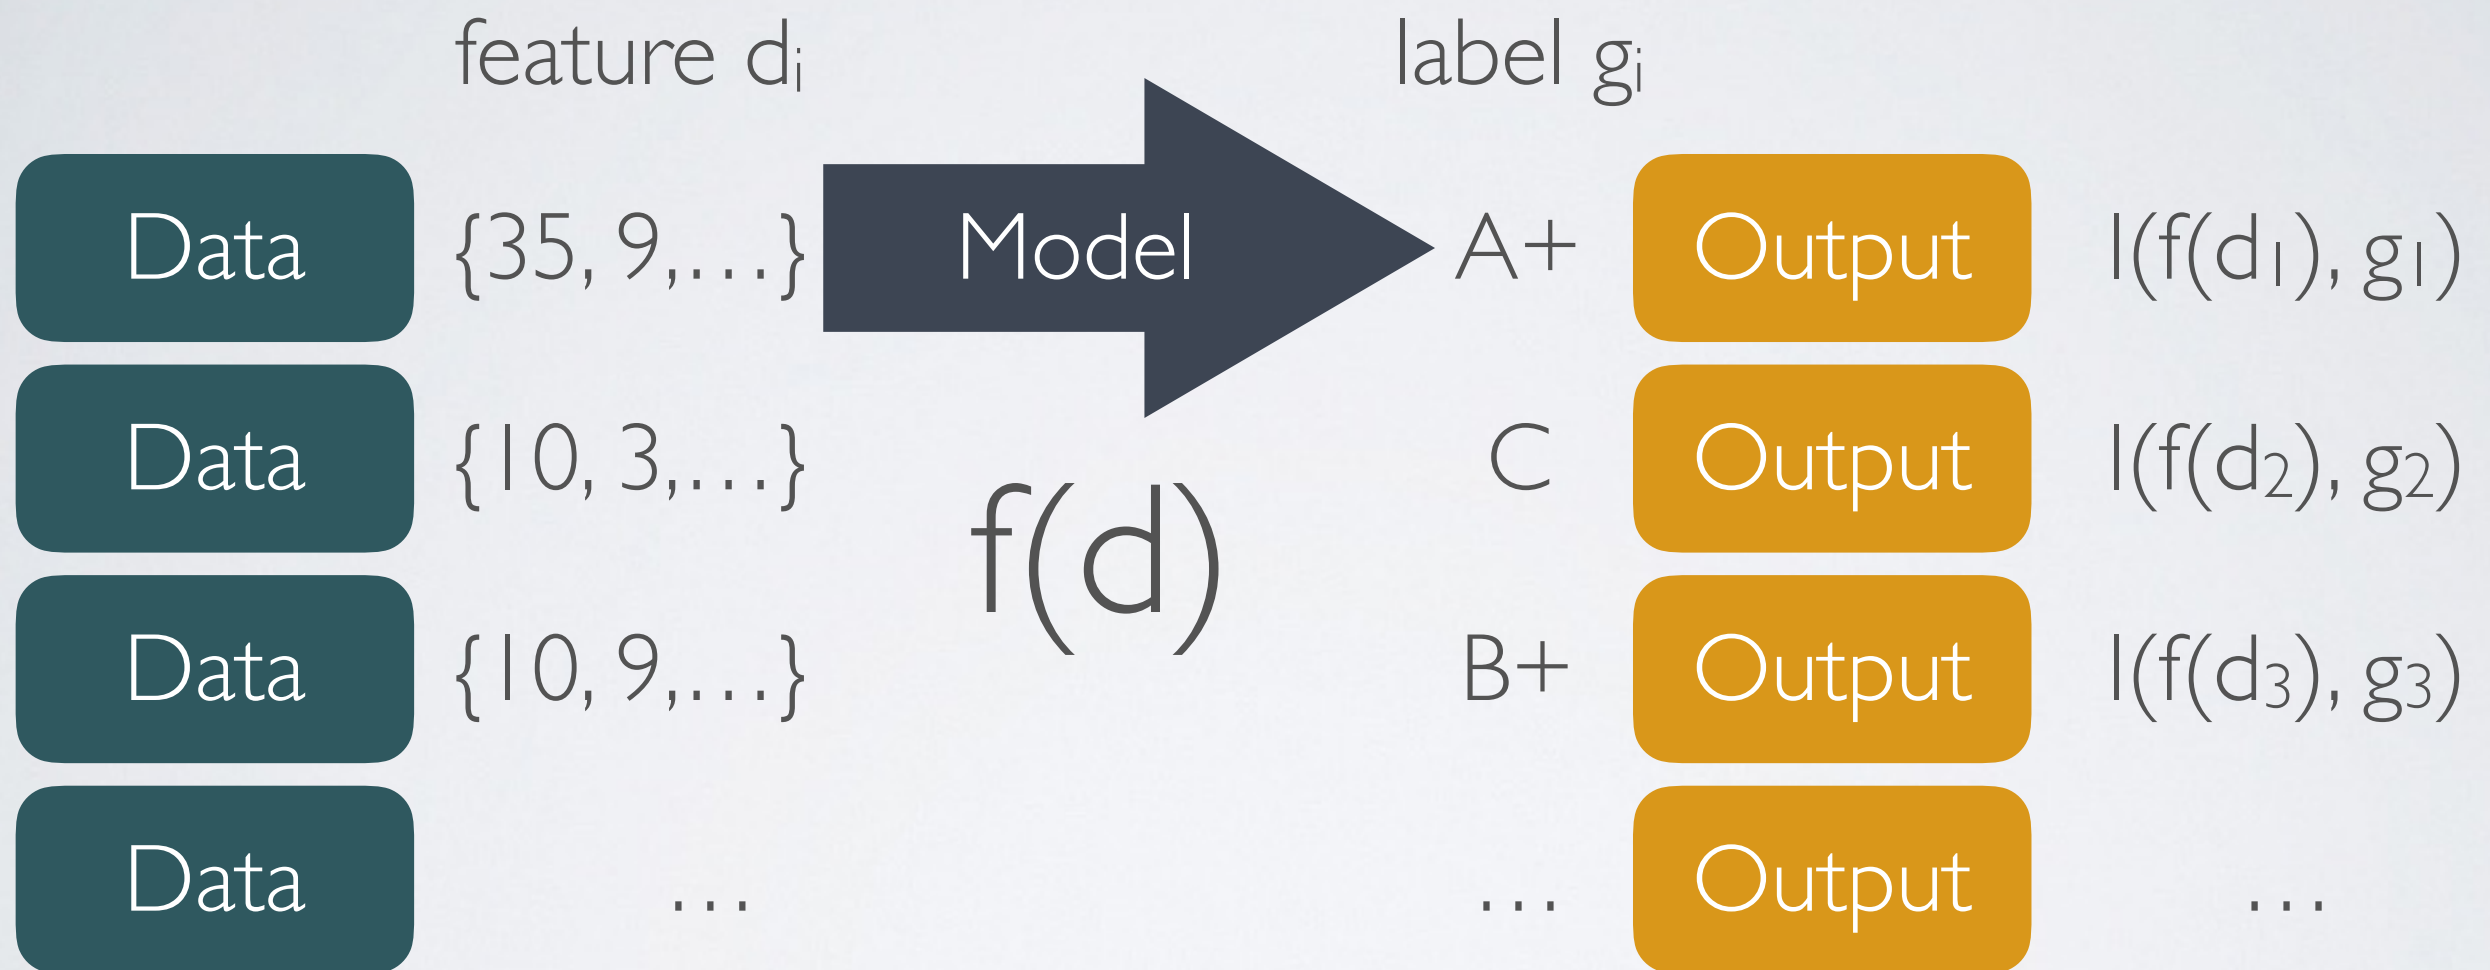 feature dᵢ label gᵢ
Data {35, 9,...} Model A+ Output l(f(d₁), g₁)
Data {10, 3,...} C Output l(f(d₂), g₂)
f(d)
Data {10, 9,...} B+ Output l(f(d₃), g₃)
Data ... ... Output ...